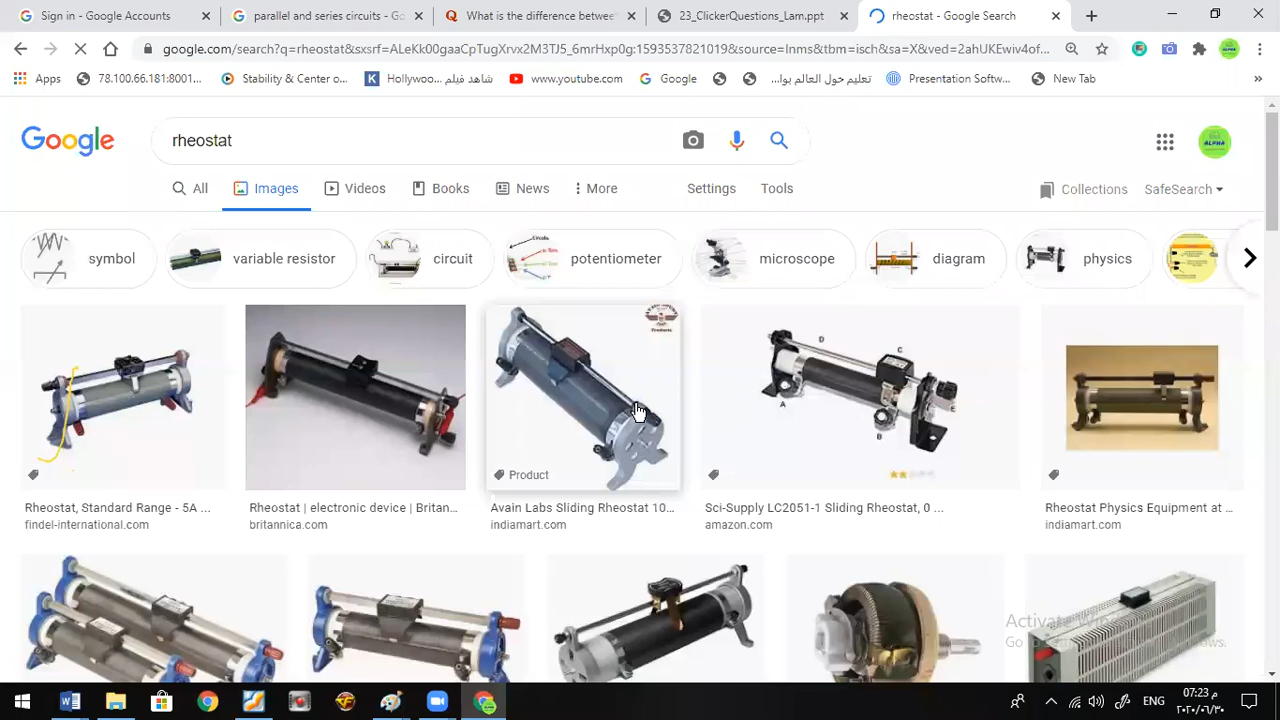 Sign in - Google Accounts
parallel and series circuits - Go
What is the difference betwee
23_ClickerQuestions_Lam.ppt
rheostat - Google Search
google.com/search?q=rheostat&sxsrf=ALeKk00gaaCpTugXrvx2M3TJ5_6mrHxp0g:1593537821019&source=lnms&tbm=isch&sa=X&ved=2ahUKEwiv4of...
Apps
78.100.66.181:8001...
Stability & Center o...
Hollywoo... شاهد فيلم
www.youtube.com
Google
تعليم حول العالم بوا...
Presentation Softw...
New Tab
»
Google
rheostat
ALPHA
All
Images
Videos
Books
News
More
Settings
Tools
Collections
SafeSearch
symbol
variable resistor
circuit
potentiometer
microscope
diagram
physics
Products
D
C
A
B
Product
Rheostat, Standard Range - 5A ...
findel-international.com
Rheostat | electronic device | Britan...
britannica.com
Avain Labs Sliding Rheostat 10...
indiamart.com
Sci-Supply LC2051-1 Sliding Rheostat, 0 ...
amazon.com
Rheostat Physics Equipment at ...
indiamart.com
ENG
07:23 م
٢٠٢٠/٠٦/٣٠